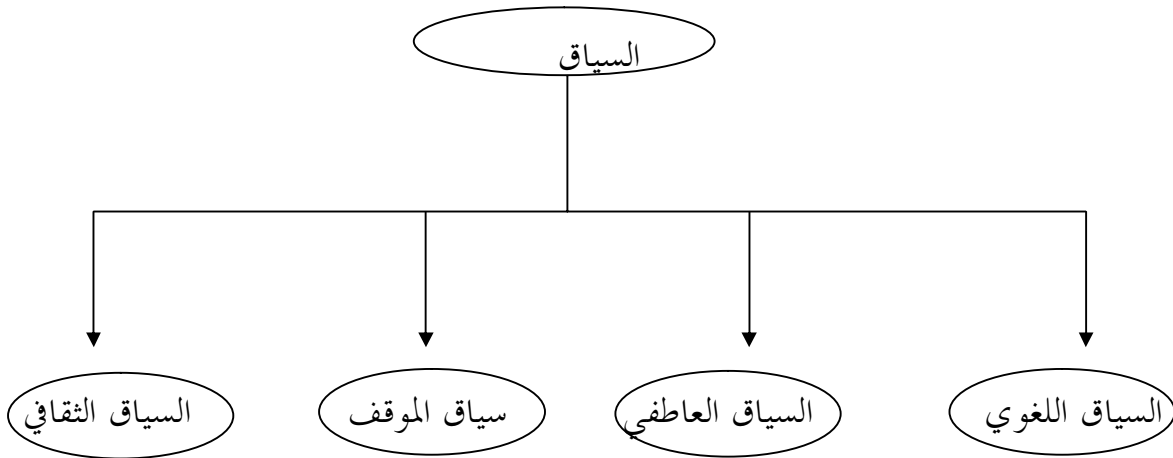 السياق
السياق اللغوي
السياق العاطفي
سياق الموقف
السياق الثقافي